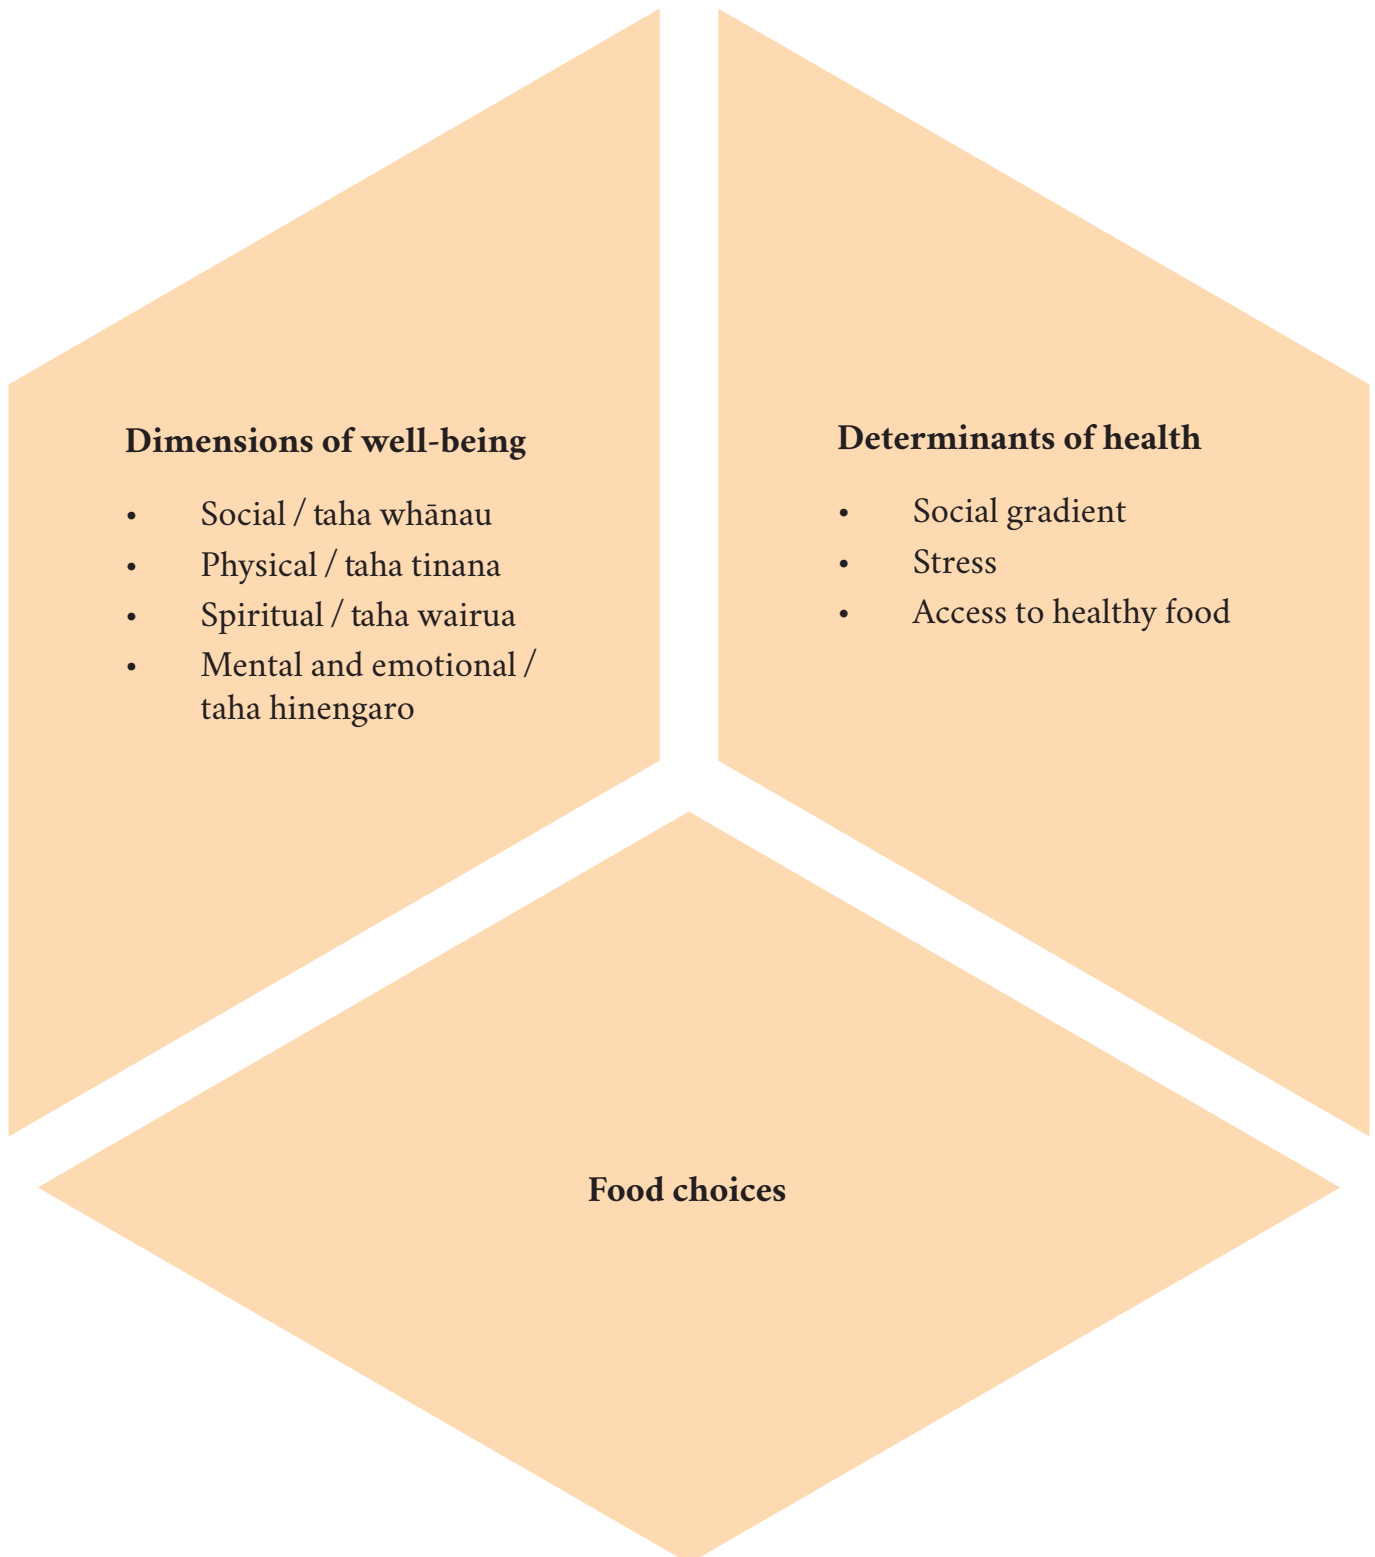 Dimensions of well-being
• Social / taha whānau
• Physical / taha tinana
• Spiritual / taha wairua
• Mental and emotional /
taha hinengaro
Determinants of health
• Social gradient
• Stress
• Access to healthy food
Food choices